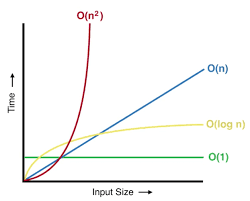 O(n²)
O(n)
O(log n)
O(1)
Time →
Input Size →